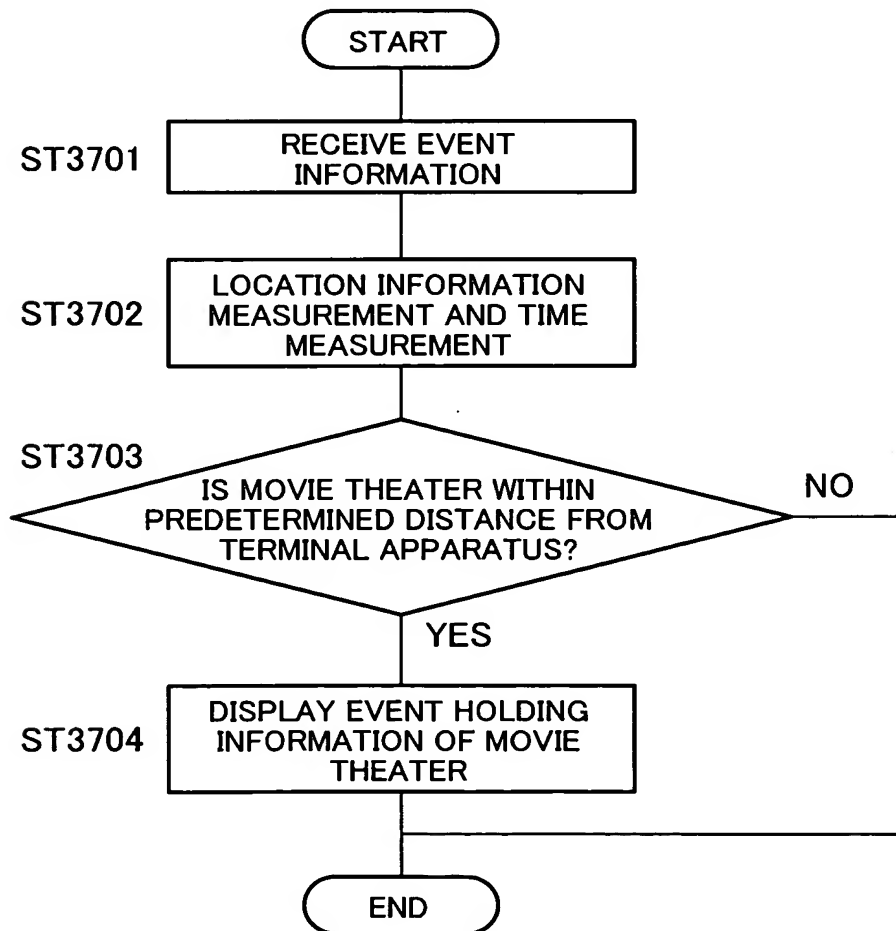 START
ST3701
RECEIVE EVENT
INFORMATION
ST3702
LOCATION INFORMATION
MEASUREMENT AND TIME
MEASUREMENT
ST3703
IS MOVIE THEATER WITHIN
PREDETERMINED DISTANCE FROM
TERMINAL APPARATUS?
NO
YES
ST3704
DISPLAY EVENT HOLDING
INFORMATION OF MOVIE
THEATER
END